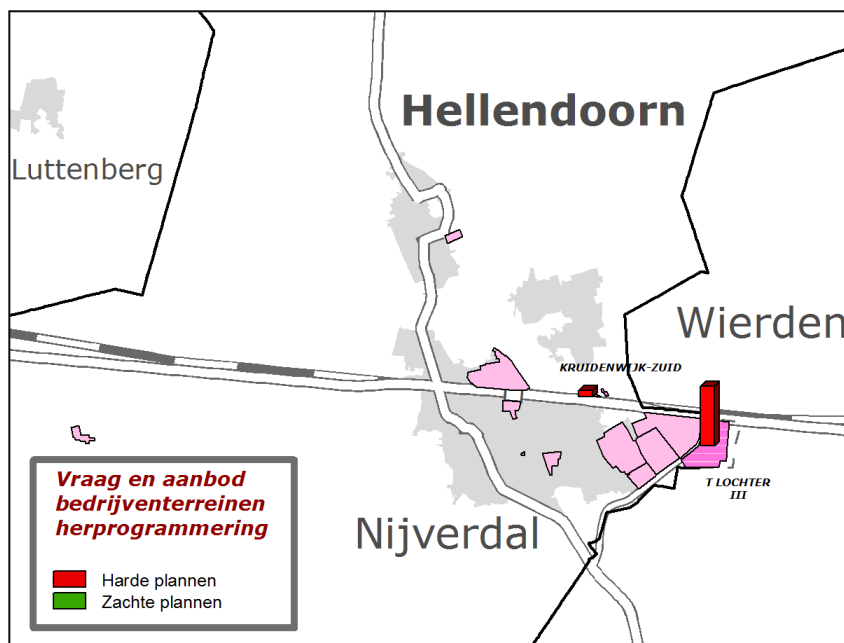 Hellendoorn
Luttenberg
Wierden
KRUIDENWIJK-ZUID
T LOCHTER
III
Nijverdal
Vraag en aanbod
bedrijventerreinen
herprogrammering
Harde plannen
Zachte plannen